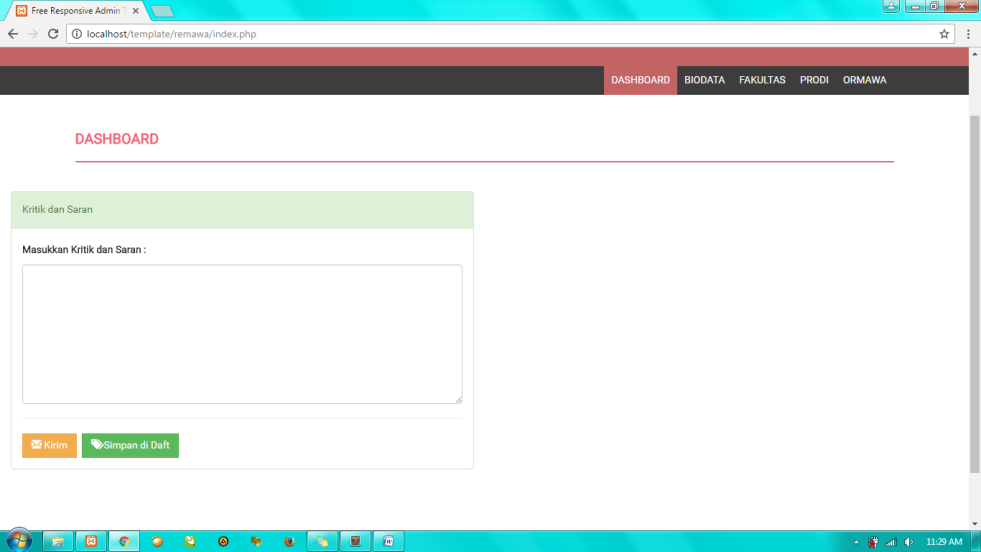 Free Responsive Admin T
localhost/template/remawa/index.php
DASHBOARD BIODATA FAKULTAS PRODI ORMAWA
DASHBOARD
Kritik dan Saran
Masukkan Kritik dan Saran :
Kirim Simpan di Daft
11:29 AM